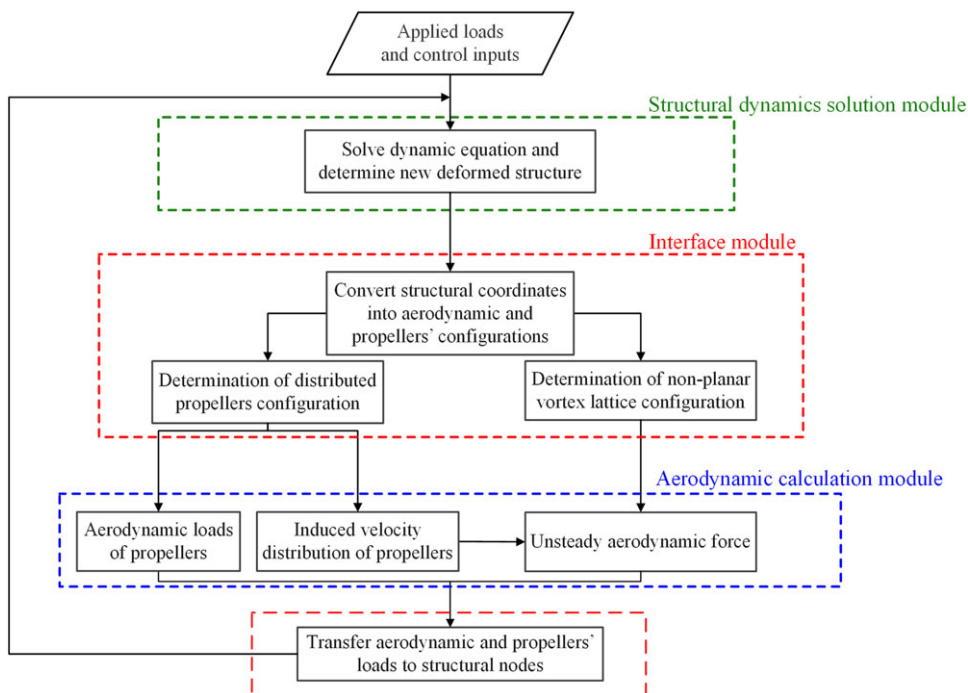 Applied loads
and control inputs
Structural dynamics solution module
Solve dynamic equation and
determine new deformed structure
Interface module
Convert structural coordinates
into aerodynamic and
propellers’ configurations
Determination of distributed
propellers configuration
Determination of non-planar
vortex lattice configuration
Aerodynamic calculation module
Aerodynamic loads
of propellers
Induced velocity
distribution of propellers
Unsteady aerodynamic force
Transfer aerodynamic and propellers’
loads to structural nodes